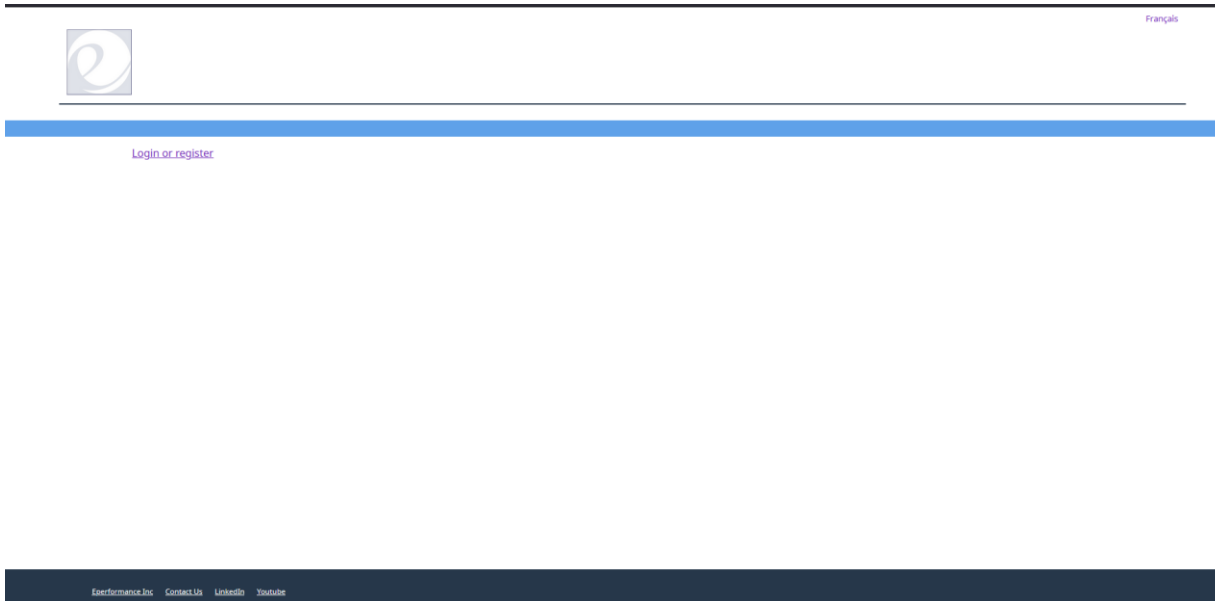 Français
Login or register
Eperformance Inc Contact Us LinkedIn Youtube